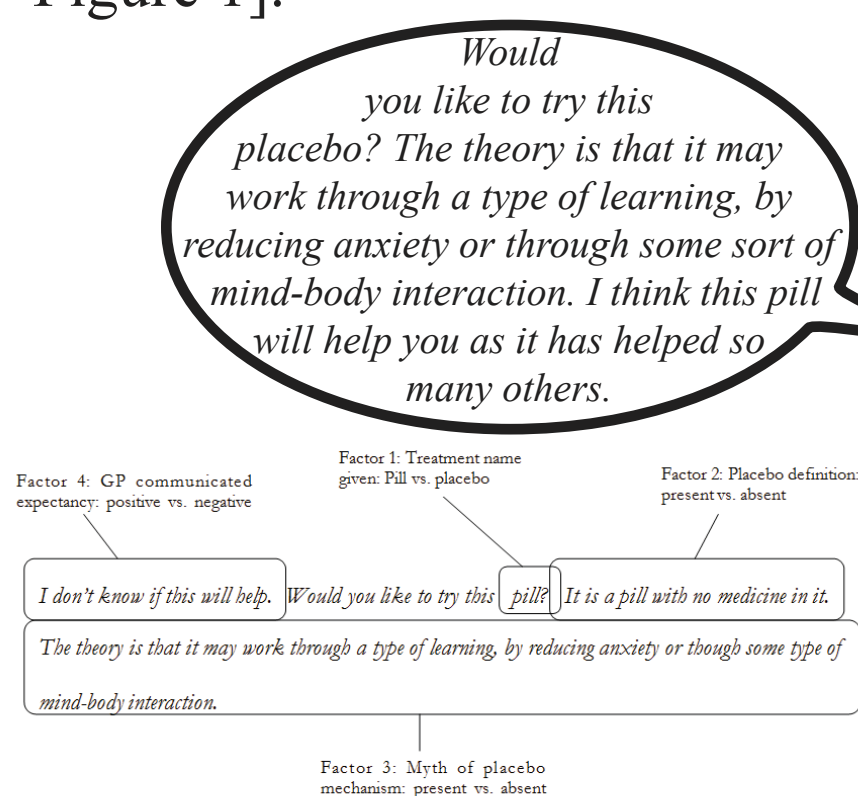 Figure 1].
Would
you like to try this
placebo? The theory is that it may
work through a type of learning, by
reducing anxiety or through some sort of
mind-body interaction. I think this pill
will help you as it has helped so
many others.
Factor 4: GP communicated
expectancy: positive vs. negative
Factor 1: Treatment name
given: Pill vs. placebo
Factor 2: Placebo definition:
present vs. absent
I don't know if this will help. Would you like to try this pill? It is a pill with no medicine in it.
The theory is that it may work through a type of learning, by reducing anxiety or though some type of
mind-body interaction.
Factor 3: Myth of placebo
mechanism: present vs. absent